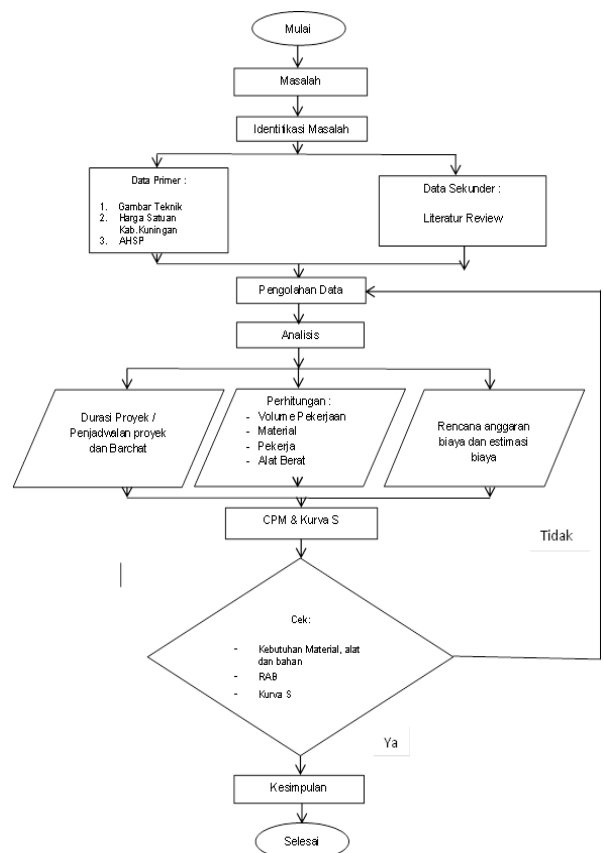 Mulai
Masalah
Identifikasi Masalah
Data Primer :
1. Gambar Teknik
2. Harga Satuan
Kab.Kuningan
3. AHSP
Data Sekunder :
Literatur Review
Pengolahan Data
Analisis
Durasi Proyek /
Penjadwalan proyek
dan Barchat
Perhitungan :
- Volume Pekerjaan
- Material
- Pekerja
- Alat Berat
Rencana anggaran
biaya dan estimasi
biaya
CPM & Kurva S
Tidak
Cek:
- Kebutuhan Material, alat
dan bahan
- RAB
- Kurva S
Ya
Kesimpulan
Selesai